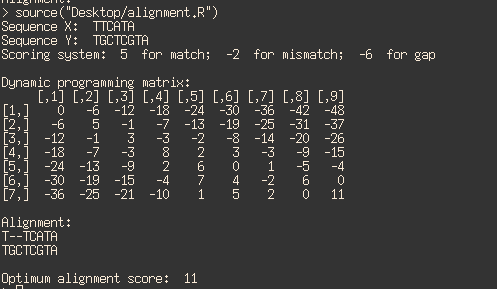 Alignment:
> source("Desktop/alignment.R")
Sequence X:  TTCATA
Sequence Y:  TGCTCGTA
Scoring system:  5  for match;  -2  for mismatch;  -6  for gap

Dynamic programming matrix:
     [,1] [,2] [,3] [,4] [,5] [,6] [,7] [,8] [,9]
[1,]    0   -6  -12  -18  -24  -30  -36  -42  -48
[2,]   -6    5   -1   -7  -13  -19  -25  -31  -37
[3,]  -12   -1    3   -3   -2   -8  -14  -20  -26
[4,]  -18   -7   -3    8    2    3   -3   -9  -15
[5,]  -24  -13   -9    2    6    0    1   -5   -4
[6,]  -30  -19  -15   -4    7    4   -2    6    0
[7,]  -36  -25  -21  -10    1    5    2    0   11

Alignment:
T--TCATA
TGCTCGTA

Optimum alignment score:  11